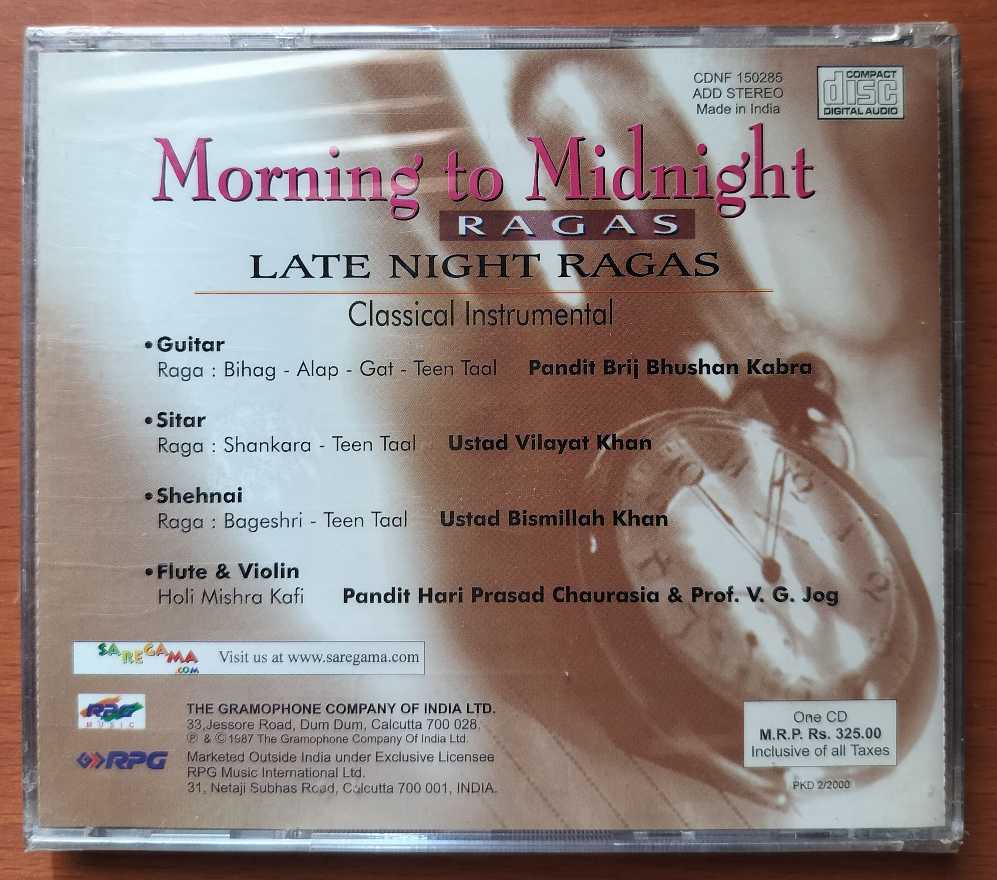 CDNF 150285
ADD STEREO
Made in India
COMPACT
disc
DIGITAL AUDIO
Morning to Midnight
RAGAS
LATE NIGHT RAGAS
Classical Instrumental
•Guitar
Raga : Bihag - Alap - Gat - Teen Taal Pandit Brij Bhushan Kabra
•Sitar
Raga : Shankara - Teen Taal Ustad Vilayat Khan
•Shehnai
Raga : Bageshri - Teen Taal Ustad Bismillah Khan
•Flute & Violin
Holi Mishra Kafi Pandit Hari Prasad Chaurasia & Prof. V. G. Jog
SAREGAMA.COM Visit us at www.saregama.com
RPG
MUSIC
THE GRAMOPHONE COMPANY OF INDIA LTD.
33,Jessore Road, Dum Dum, Calcutta 700 028.
℗ & © 1987 The Gramophone Company Of India Ltd.
RPG
Marketed Outside India under Exclusive Licensee
RPG Music International Ltd.
31, Netaji Subhas Road, Calcutta 700 001, INDIA.
One CD
M.R.P. Rs. 325.00
Inclusive of all Taxes
PKD 2/2000